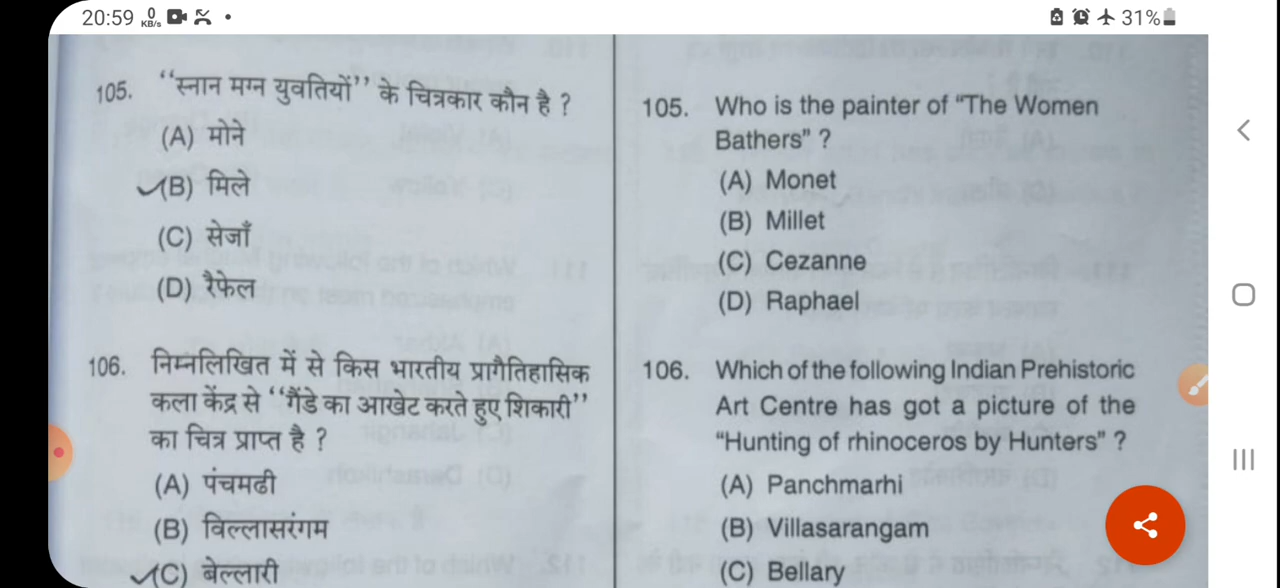 20:59 0 KB/s 31%
105. “स्नान मग्न युवतियों” के चित्रकार कौन है ?
(A) मोने
(B) मिले
(C) सेजाँ
(D) रैफेल
106. निम्नलिखित में से किस भारतीय प्रागैतिहासिक
कला केंद्र से “गैंडे का आखेट करते हुए शिकारी”
का चित्र प्राप्त है ?
(A) पंचमढी
(B) विल्लासरंगम
(C) बेल्लारी
105. Who is the painter of “The Women
Bathers” ?
(A) Monet
(B) Millet
(C) Cezanne
(D) Raphael
106. Which of the following Indian Prehistoric
Art Centre has got a picture of the
“Hunting of rhinoceros by Hunters” ?
(A) Panchmarhi
(B) Villasarangam
(C) Bellary